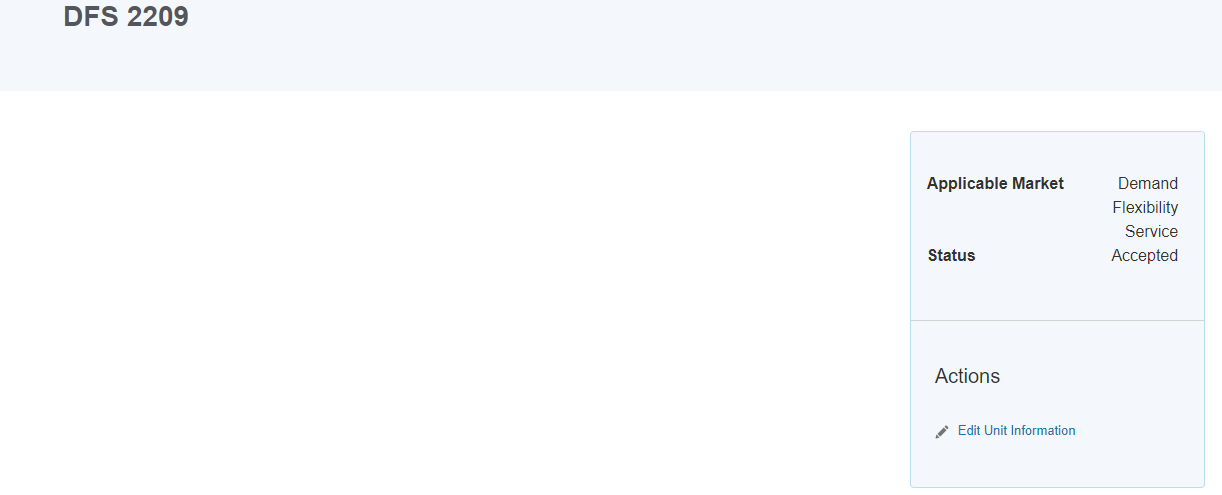 DFS 2209
Applicable Market Demand
Flexibility
Service
Status Accepted
Actions
Edit Unit Information